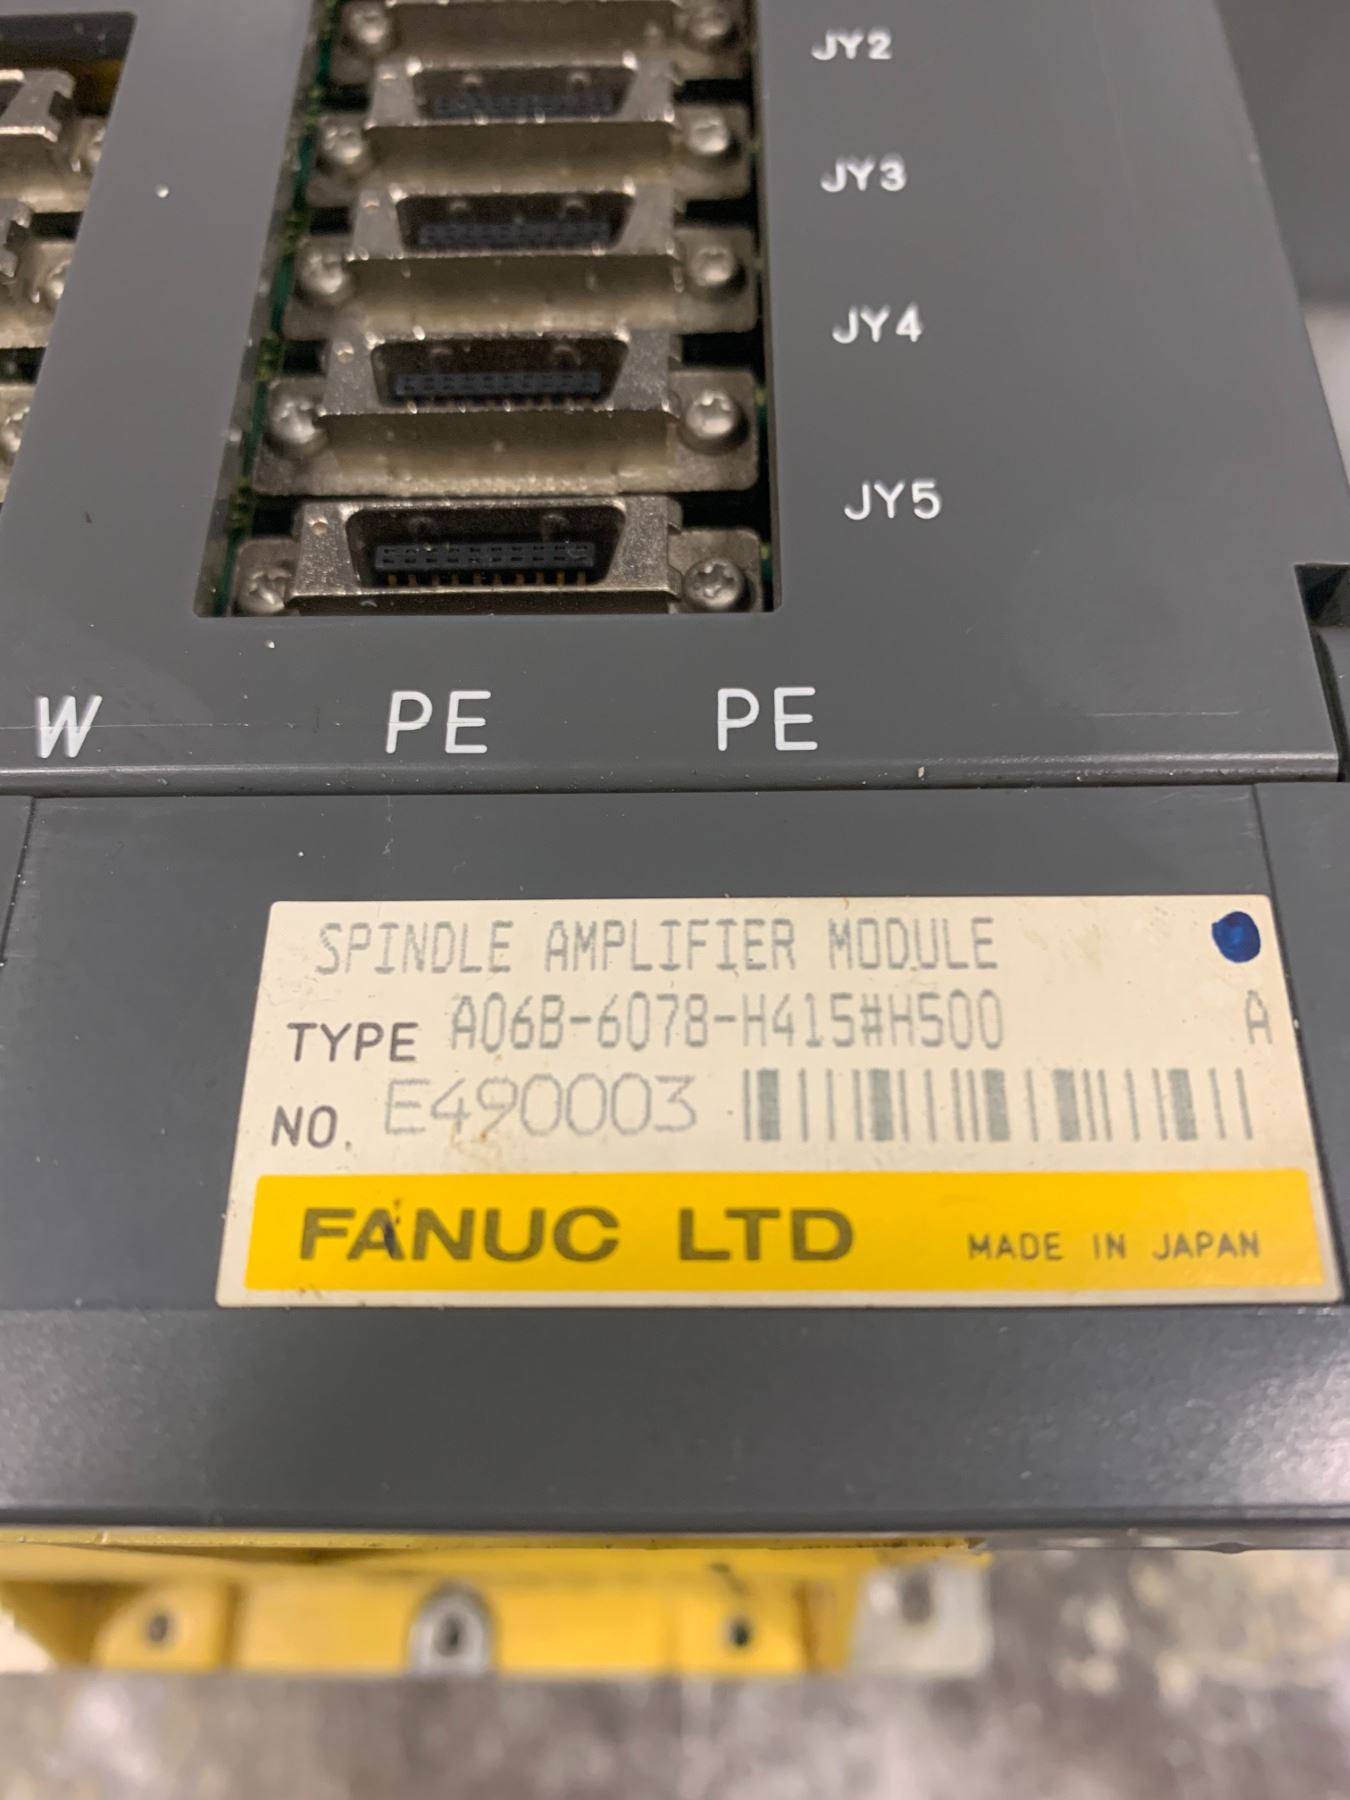 JY2
JY3
JY4
JY5
W PE PE
SPINDLE AMPLIFIER MODULE
TYPE A06B-6078-H415#H500 A
NO. E490003
FANUC LTD MADE IN JAPAN